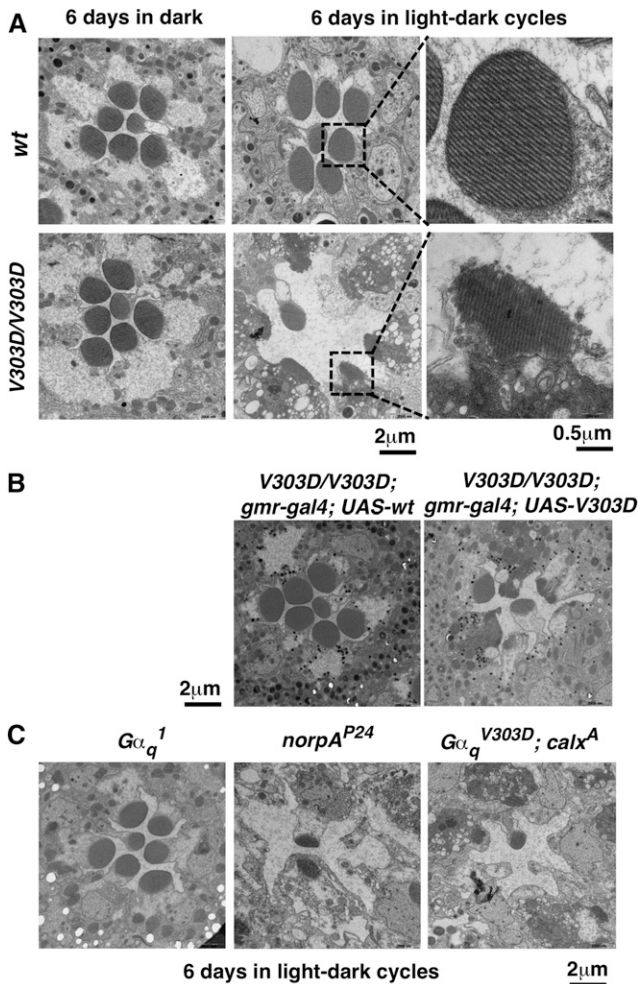 A
6 days in dark
6 days in light-dark cycles
wt
V303D/V303D
2μm
0.5μm
B
V303D/V303D;
gmr-gal4; UAS-wt
V303D/V303D;
gmr-gal4; UAS-V303D
2μm
C
Gαq1
norpAP24
GαqV303D; calxA
6 days in light-dark cycles
2μm